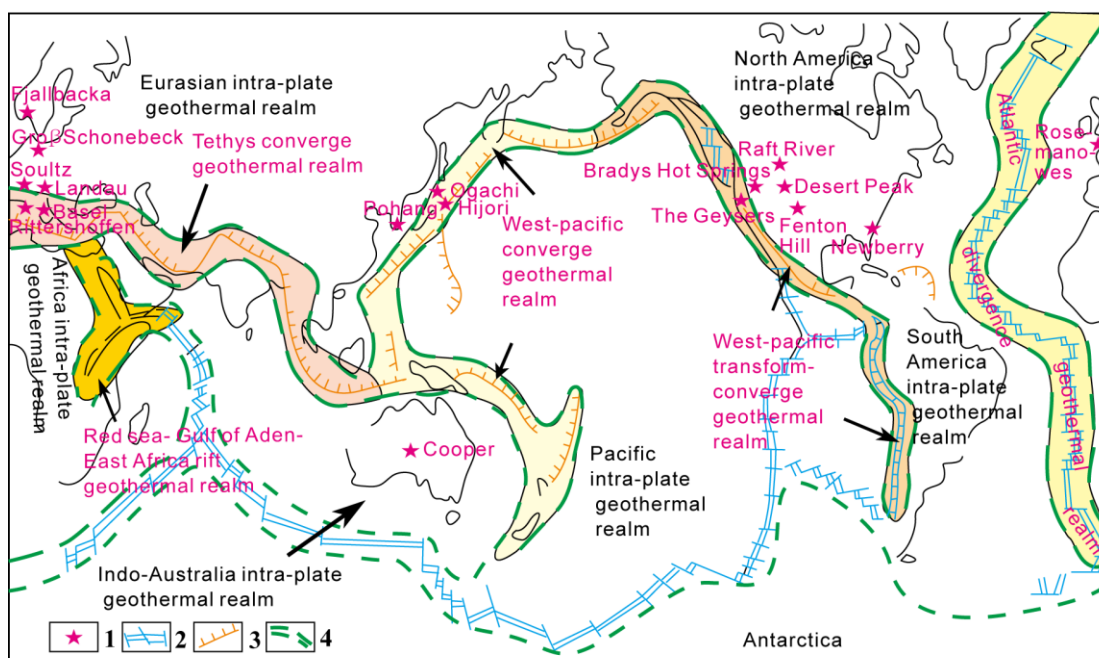 Fjallbacka
Eurasian intra-plate
geothermal realm
North America
intra-plate
geothermal realm
GroβSchonebeck
Tethys converge
geothermal realm
Soultz
Landau
Basel
Rittershoffen
Pohang
Ogachi
Hijori
West-pacific
converge
geothermal
realm
Bradys Hot Springs
Raft River
Desert Peak
The Geysers
Fenton
Hill
Newberry
Rose-
mano-
wes
Atlantic
divergence
geothermal
realm
Africa intra-plate
geothermal realm
Red sea- Gulf of Aden-
East Africa rift
geothermal realm
Cooper
Pacific
intra-plate
geothermal
realm
West-pacific
transform-
converge
geothermal
realm
South
America
intra-plate
geothermal
realm
Indo-Australia intra-plate
geothermal realm
Antarctica
1 2 3 4